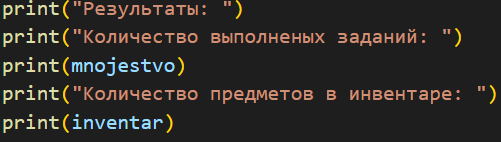 print("Результаты: ")
print("Количество выполненых заданий: ")
print(mnojestvo)
print("Количество предметов в инвентаре: ")
print(inventar)